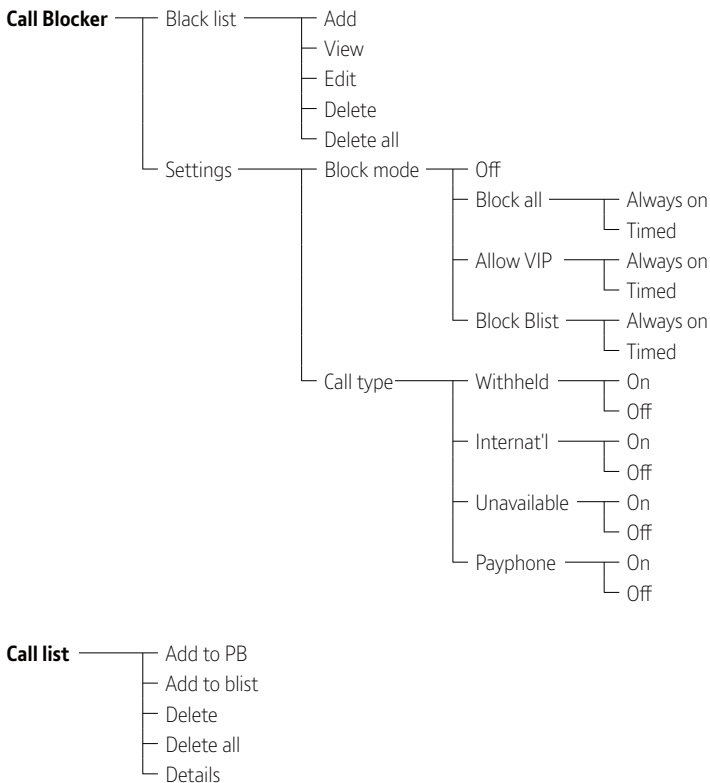 Call Blocker Black list Add
View
Edit
Delete
Delete all
Settings Block mode Off
Block all Always on
Timed
Allow VIP Always on
Timed
Block Blist Always on
Timed
Call type Withheld On
Off
Internat'l On
Off
Unavailable On
Off
Payphone On
Off
Call list Add to PB
Add to blist
Delete
Delete all
Details